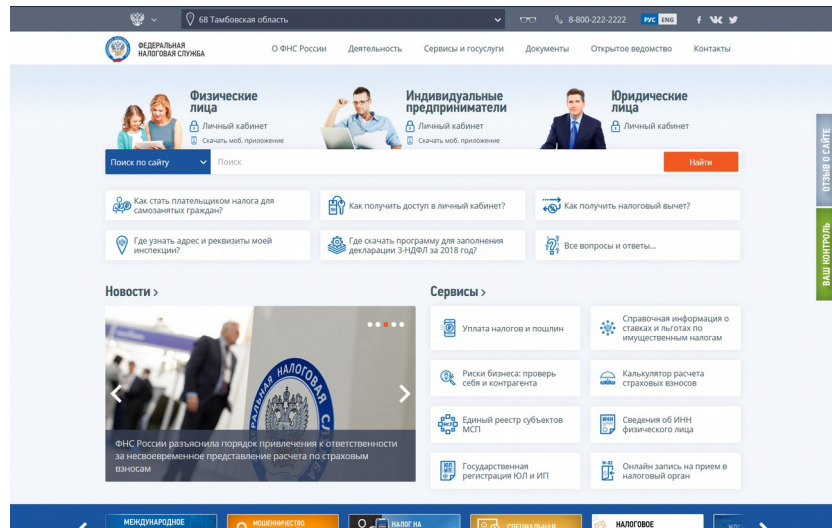 68 Тамбовская область
8-800-222-2222
РУС ENG
ФЕДЕРАЛЬНАЯ
НАЛОГОВАЯ СЛУЖБА
О ФНС России Деятельность Сервисы и госуслуги Документы Открытое ведомство Контакты
Физические
лица
Личный кабинет
Скачать моб. приложение
Индивидуальные
предприниматели
Личный кабинет
Скачать моб. приложение
Юридические
лица
Личный кабинет
Поиск по сайту
Поиск
Найти
Как стать плательщиком налога для
самозанятых граждан?
Как получить доступ в личный кабинет?
Как получить налоговый вычет?
Где узнать адрес и реквизиты моей
инспекции?
Где скачать программу для заполнения
декларации 3-НДФЛ за 2018 год?
Все вопросы и ответы...
ОТЗЫВ О САЙТЕ
ВАШ КОНТРОЛЬ
Новости >
ФНС России разъяснила порядок привлечения к ответственности
за несвоевременное представление расчета по страховым
взносам
Сервисы >
Уплата налогов и пошлин
Справочная информация о
ставках и льготах по
имущественным налогам
Риски бизнеса: проверь
себя и контрагента
Калькулятор расчета
страховых взносов
Единый реестр субъектов
МСП
Сведения об ИНН
физического лица
Государственная
регистрация ЮЛ и ИП
Онлайн запись на прием в
налоговый орган
МЕЖДУНАРОДНОЕ
МОШЕННИЧЕСТВО
НАЛОГ НА
СПЕЦИАЛЬНАЯ
НАЛОГОВОЕ